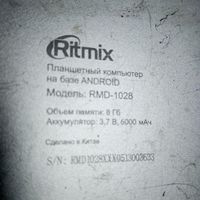 Ritmix
Планшетный компьютер
на базе ANDROID
Модель: RMD-1028
Объем памяти: 8 Гб
Аккумулятор: 3,7 В, 6000 мАч
Сделано в Китае
S/N: RMD1028XXX0513003633